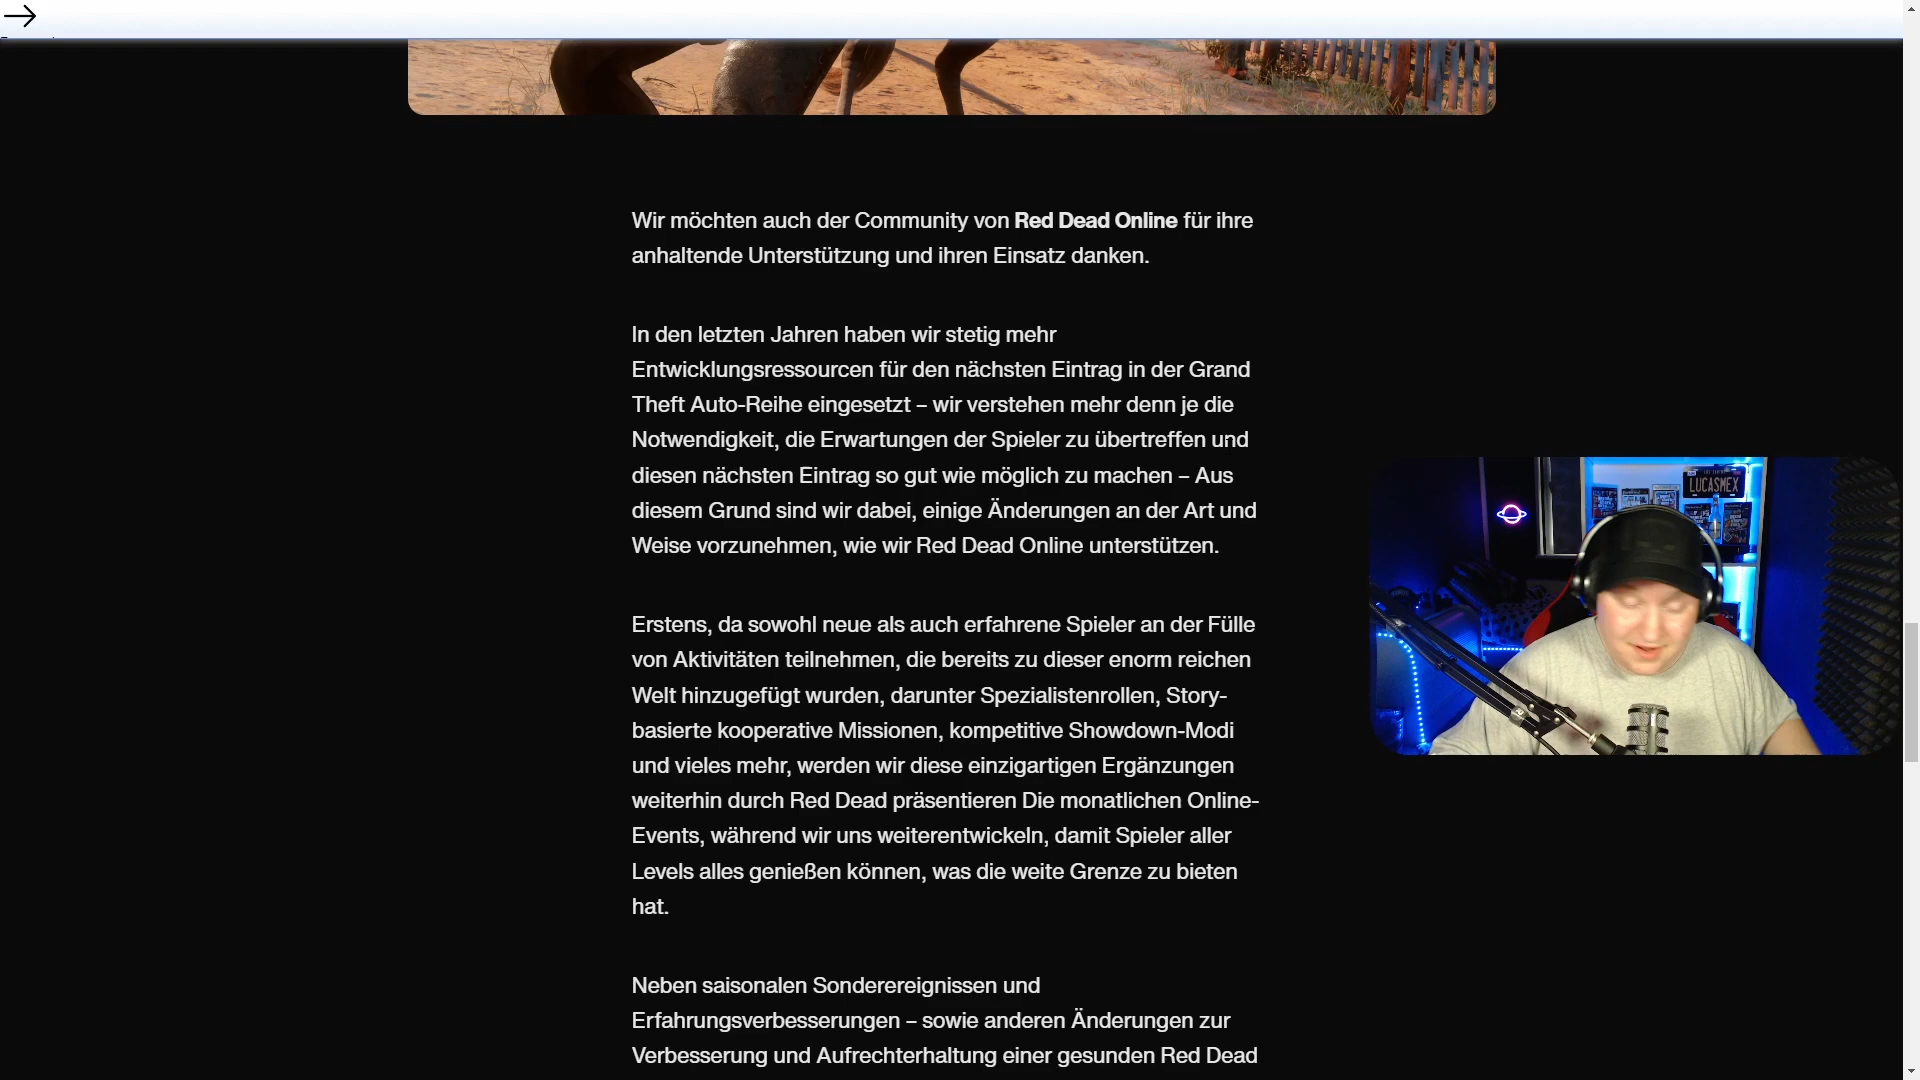 Wir möchten auch der Community von Red Dead Online für ihre
anhaltende Unterstützung und ihren Einsatz danken.
In den letzten Jahren haben wir stetig mehr
Entwicklungsressourcen für den nächsten Eintrag in der Grand
Theft Auto-Reihe eingesetzt – wir verstehen mehr denn je die
Notwendigkeit, die Erwartungen der Spieler zu übertreffen und
diesen nächsten Eintrag so gut wie möglich zu machen – Aus
diesem Grund sind wir dabei, einige Änderungen an der Art und
Weise vorzunehmen, wie wir Red Dead Online unterstützen.
Erstens, da sowohl neue als auch erfahrene Spieler an der Fülle
von Aktivitäten teilnehmen, die bereits zu dieser enorm reichen
Welt hinzugefügt wurden, darunter Spezialistenrollen, Story-
basierte kooperative Missionen, kompetitive Showdown-Modi
und vieles mehr, werden wir diese einzigartigen Ergänzungen
weiterhin durch Red Dead präsentieren Die monatlichen Online-
Events, während wir uns weiterentwickeln, damit Spieler aller
Levels alles genießen können, was die weite Grenze zu bieten
hat.
Neben saisonalen Sonderereignissen und
Erfahrungsverbesserungen – sowie anderen Änderungen zur
Verbesserung und Aufrechterhaltung einer gesunden Red Dead
LUCASMEX